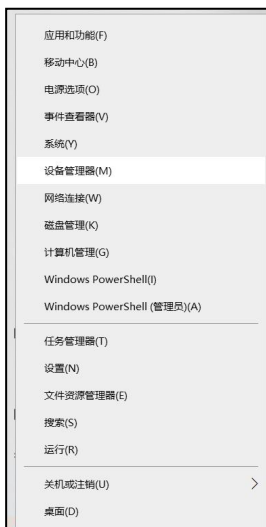 应用和功能(F)
移动中心(B)
电源选项(O)
事件查看器(V)
系统(Y)
设备管理器(M)
网络连接(W)
磁盘管理(K)
计算机管理(G)
Windows PowerShell(I)
Windows PowerShell (管理员)(A)
任务管理器(T)
设置(N)
文件资源管理器(E)
搜索(S)
运行(R)
关机或注销(U)
桌面(D)